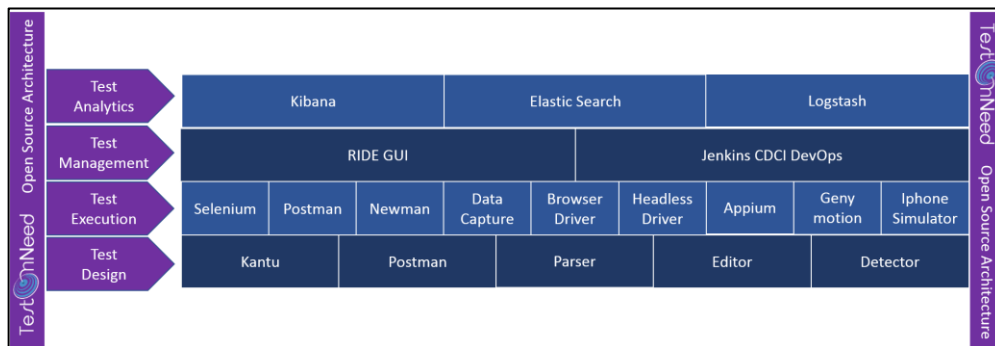 TestOmNeed Open Source Architecture
Test
Analytics
Kibana
Elastic Search
Logstash
Test
Management
RIDE GUI
Jenkins CDCI DevOps
Test
Execution
Selenium
Postman
Newman
Data
Capture
Browser
Driver
Headless
Driver
Appium
Geny
motion
Iphone
Simulator
Test
Design
Kantu
Postman
Parser
Editor
Detector
TestOmNeed Open Source Architecture